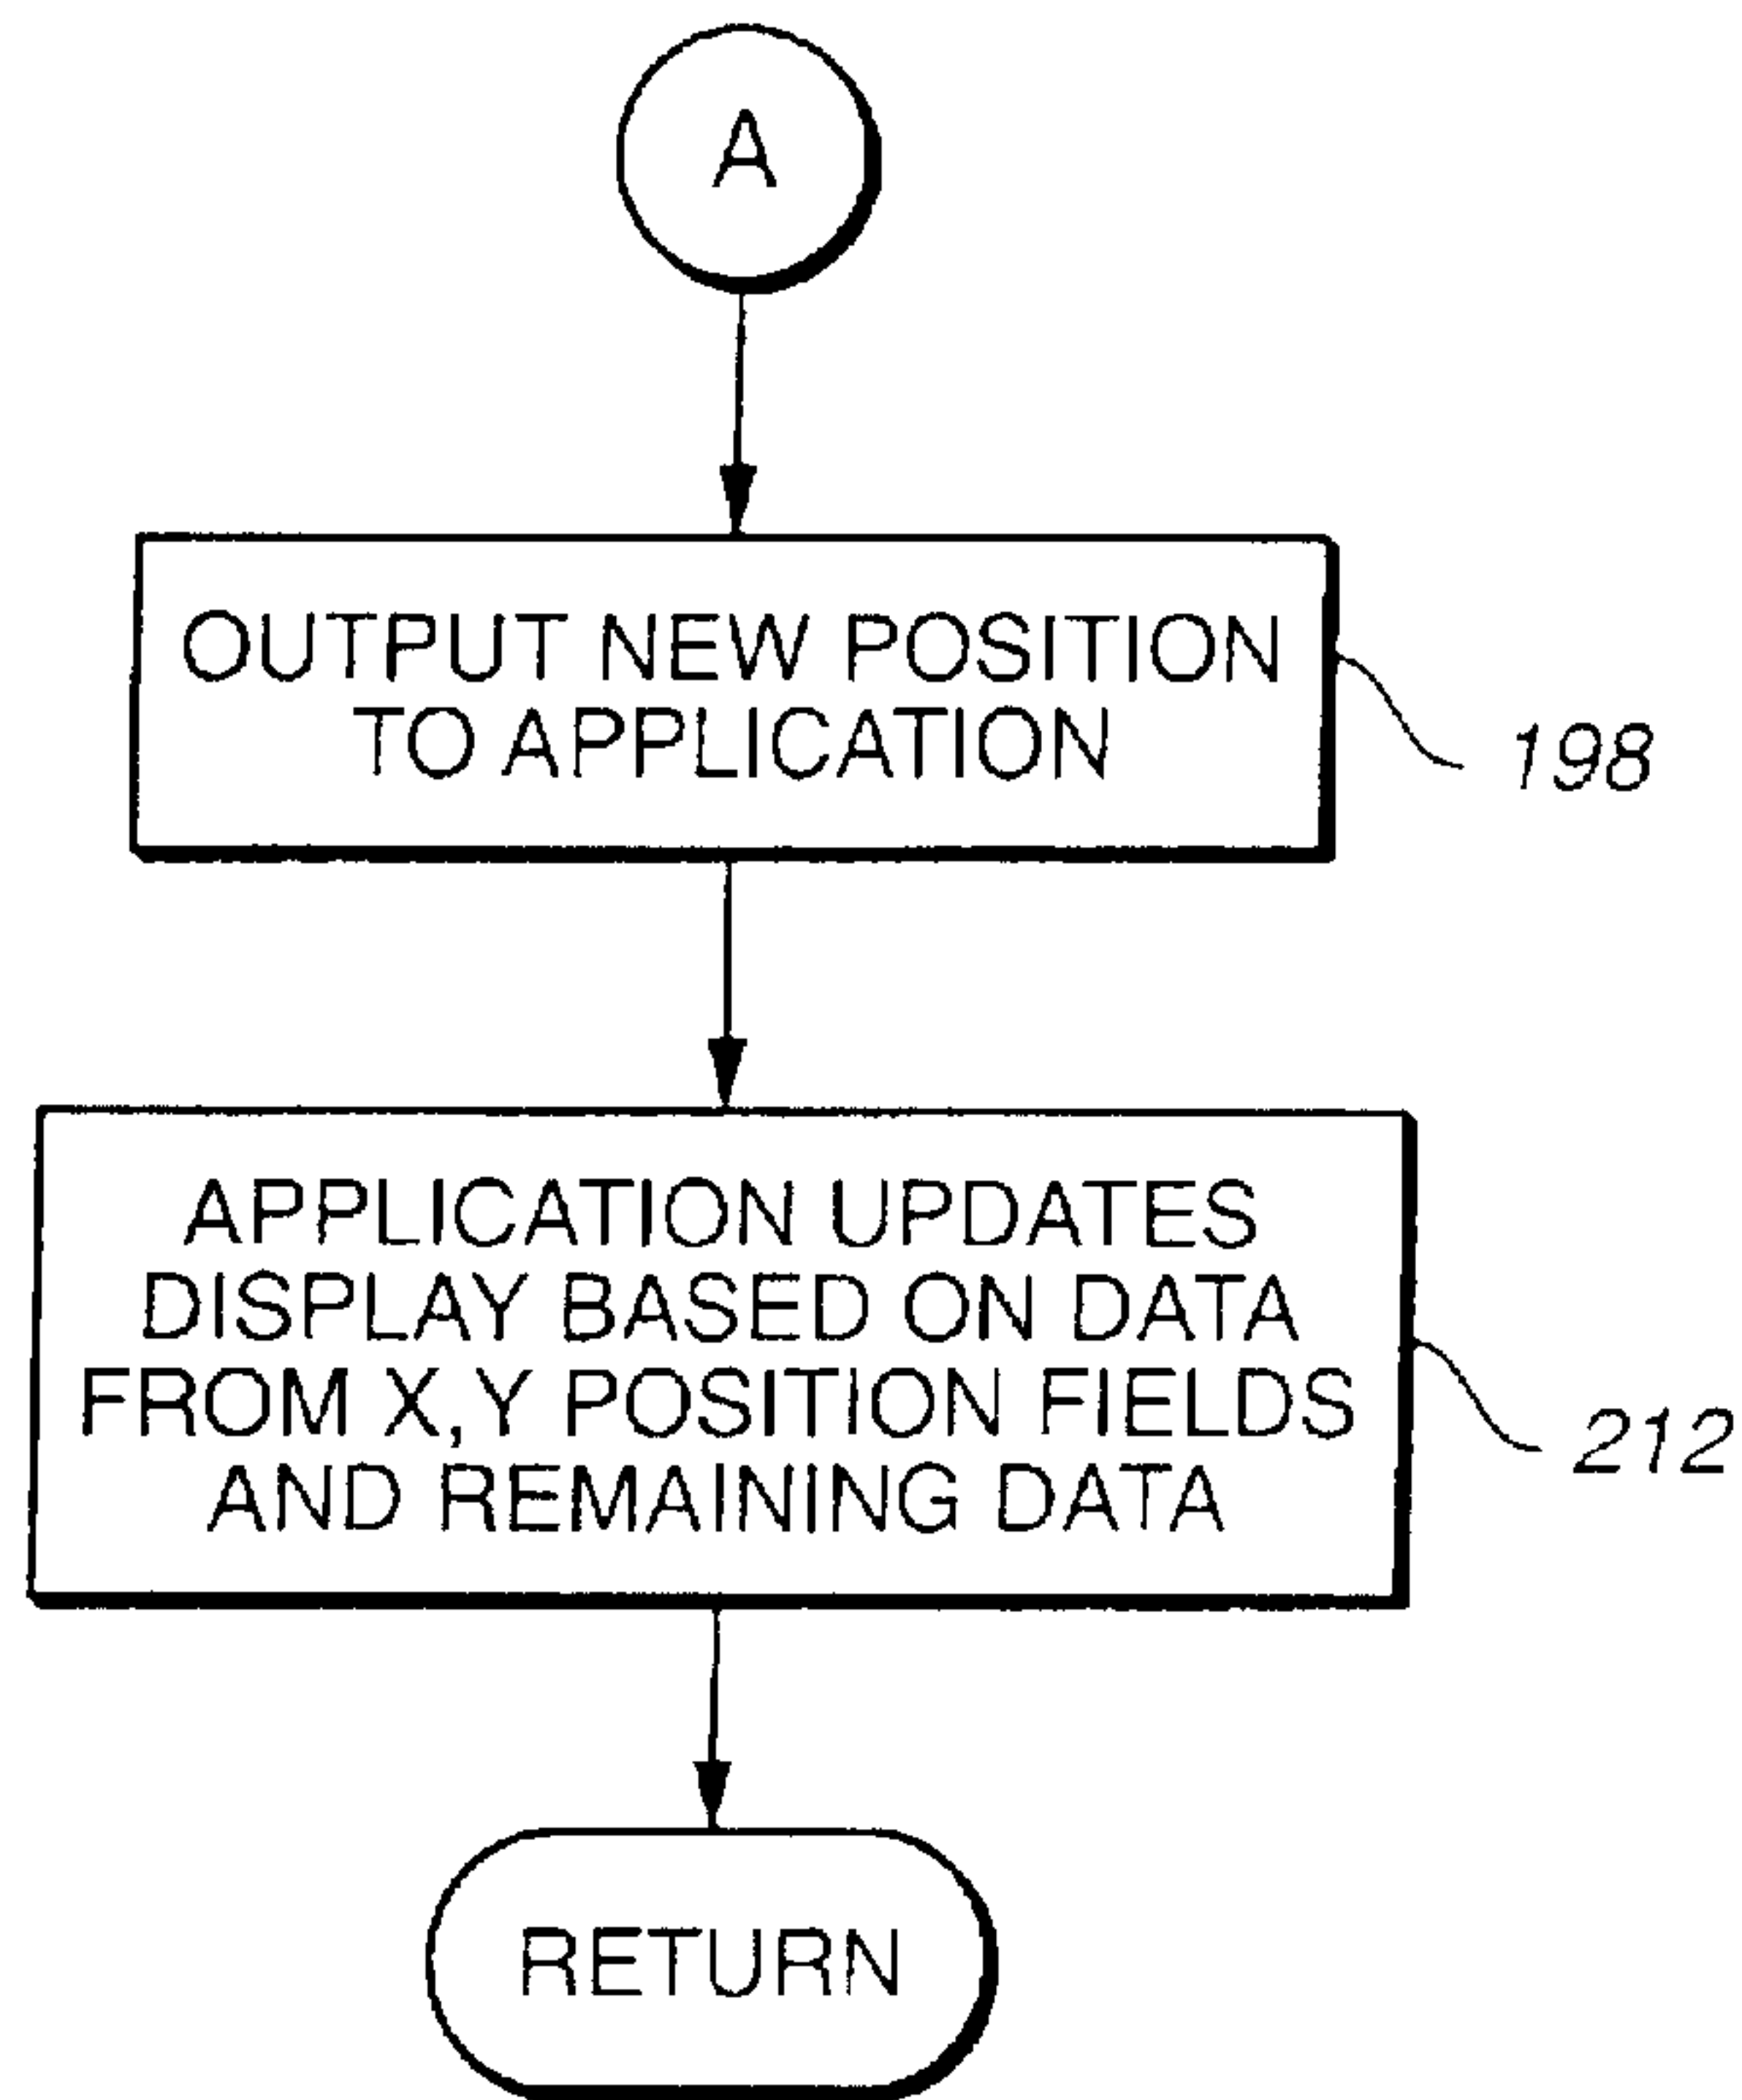 A
OUTPUT NEW POSITION
TO APPLICATION
198
APPLICATION UPDATES
DISPLAY BASED ON DATA
FROM X,Y POSITION FIELDS
AND REMAINING DATA
212
RETURN